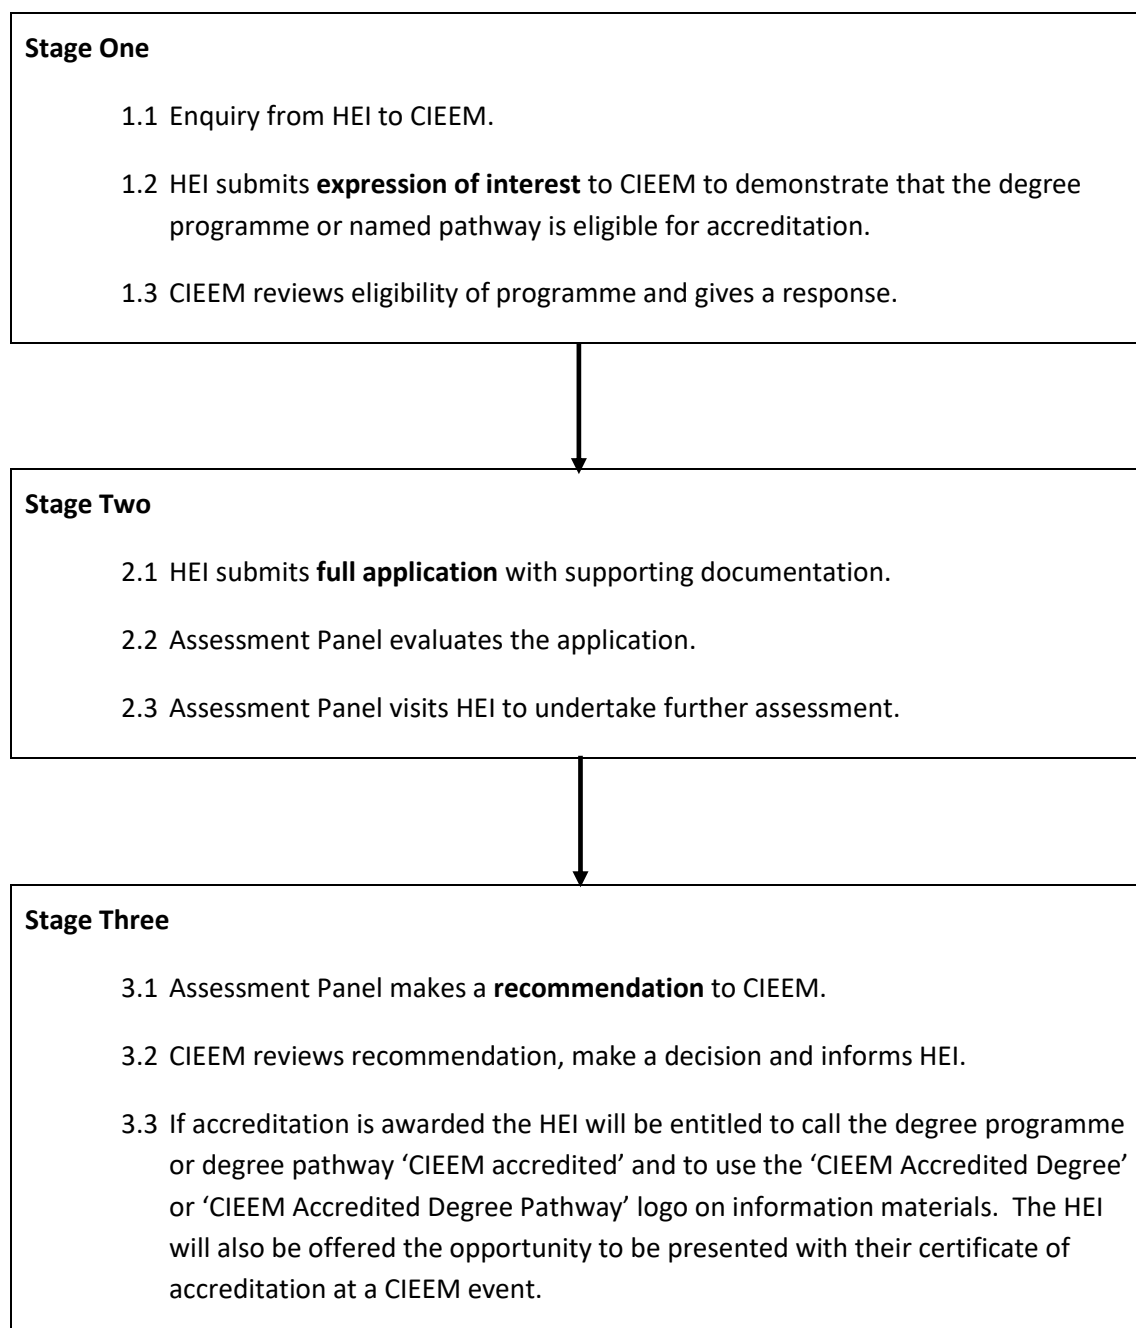 Stage One
1.1 Enquiry from HEI to CIEEM.
1.2 HEI submits expression of interest to CIEEM to demonstrate that the degree
programme or named pathway is eligible for accreditation.
1.3 CIEEM reviews eligibility of programme and gives a response.
Stage Two
2.1 HEI submits full application with supporting documentation.
2.2 Assessment Panel evaluates the application.
2.3 Assessment Panel visits HEI to undertake further assessment.
Stage Three
3.1 Assessment Panel makes a recommendation to CIEEM.
3.2 CIEEM reviews recommendation, make a decision and informs HEI.
3.3 If accreditation is awarded the HEI will be entitled to call the degree programme
or degree pathway ‘CIEEM accredited’ and to use the ‘CIEEM Accredited Degree’
or ‘CIEEM Accredited Degree Pathway’ logo on information materials.  The HEI
will also be offered the opportunity to be presented with their certificate of
accreditation at a CIEEM event.